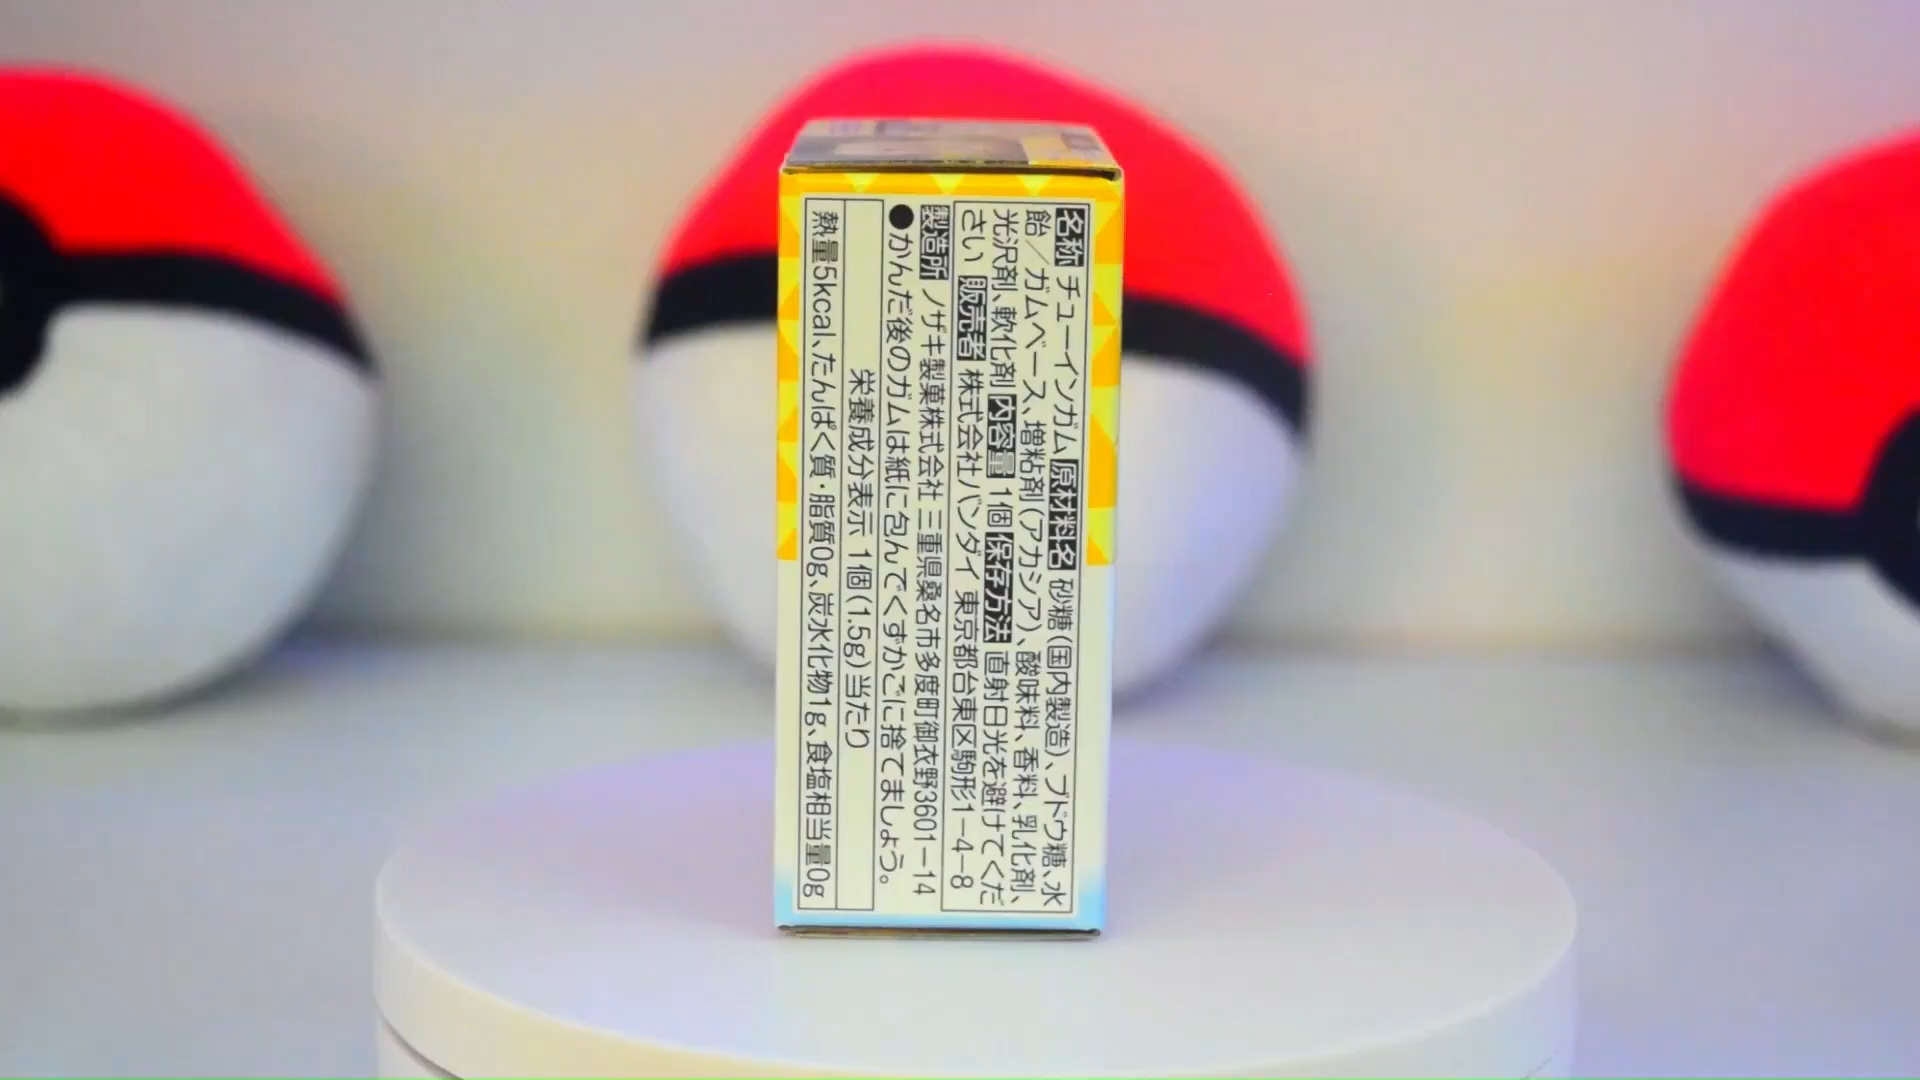 名称 チューインガム 原材料名 砂糖(国内製造)、ブドウ糖、水
飴／ガムベース、増粘剤(アカシア)、酸味料、香料、乳化剤、
光沢剤、軟化剤 内容量 1個 保存方法 直射日光を避けてくだ
さい 販売者 株式会社バンダイ 東京都台東区駒形1-4-8
製造所 ノザキ製菓株式会社 三重県桑名市多度町御衣野3601-14
●かんだ後のガムは紙に包んでくずかごに捨てましょう。
栄養成分表示 1個(1.5g)当たり
熱量5kcal、たんぱく質・脂質0g、炭水化物1g、食塩相当量0g